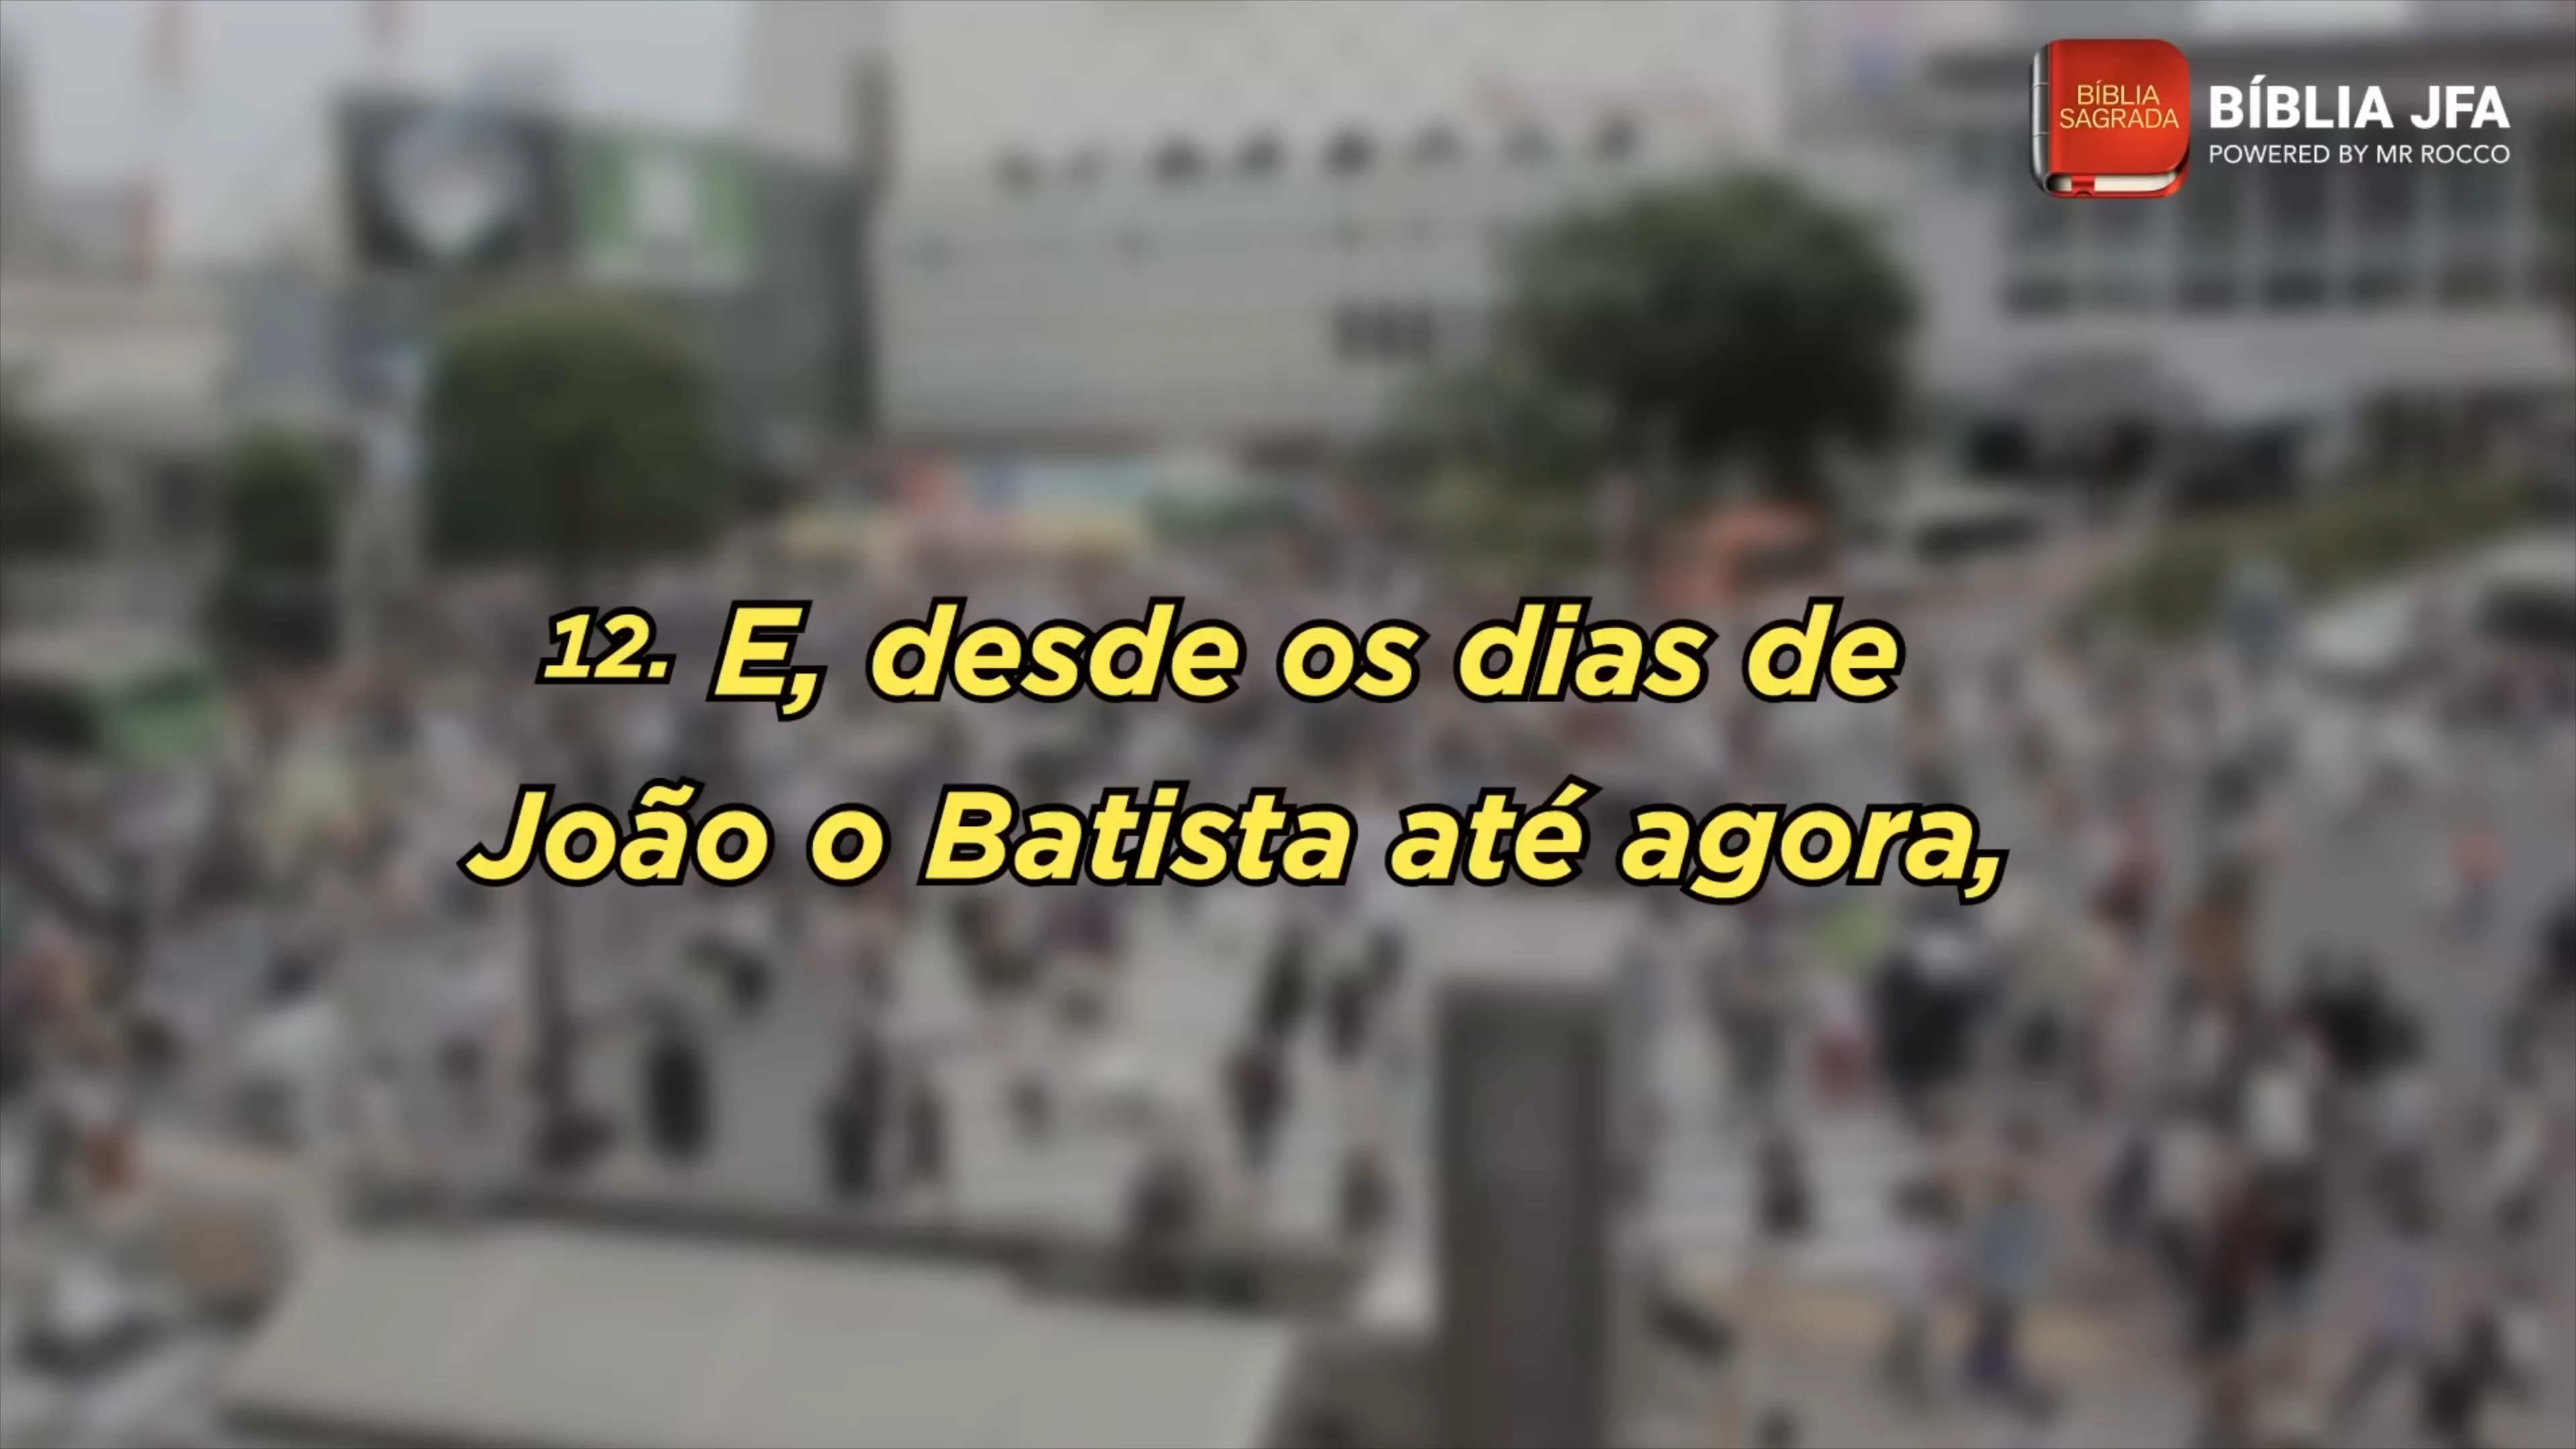 BÍBLIA
SAGRADA
BÍBLIA JFA
POWERED BY MR ROCCO
12. E, desde os dias de
João o Batista até agora,